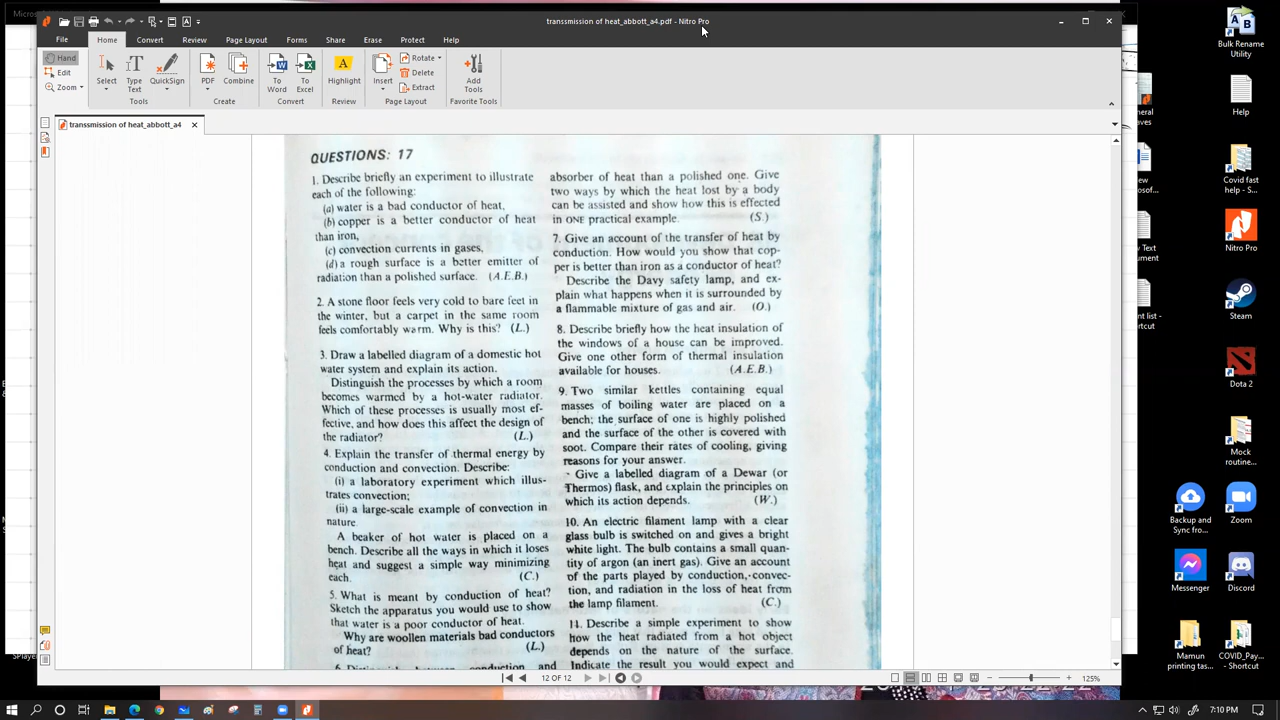 transsmission of heat_abbott_a4.pdf - Nitro Pro
File Home Convert Review Page Layout Forms Share Erase Protect Help
Hand
Edit
Zoom
Select
Type Text
QuickSign
Tools
PDF
Combine
Create
To Word
To Excel
Convert
Highlight
Review
Insert
Rotate
Delete
Extract
Page Layout
Add Tools
Favorite Tools
transsmission of heat_abbott_a4
QUESTIONS: 17
1. Describe briefly an experiment to illustrate
each of the following:
(a) water is a bad conductor of heat,
(b) copper is a better conductor of heat
than iron,
(c) convection currents in gases,
(d) a rough surface is a better emitter of
radiation than a polished surface. (A.E.B.)
2. A stone floor feels very cold to bare feet in
the winter, but a carpet in the same room
feels comfortably warm. Why is this? (L.)
3. Draw a labelled diagram of a domestic hot
water system and explain its action.
Distinguish the processes by which a room
becomes warmed by a hot-water radiator.
Which of these processes is usually most ef-
fective, and how does this affect the design of
the radiator? (L.)
4. Explain the transfer of thermal energy by
conduction and convection. Describe:
(i) a laboratory experiment which illus-
trates convection;
(ii) a large-scale example of convection in
nature.
A beaker of hot water is placed on a
bench. Describe all the ways in which it loses
heat and suggest a simple way minimizing
each. (C.)
5. What is meant by conduction of heat?
Sketch the apparatus you would use to show
that water is a poor conductor of heat.
Why are woollen materials bad conductors
of heat? (L.)
6. Distinguish between conduction and
absorber of heat than a polished one. Give
two ways by which the heat lost by a body
can be assisted and show how this is effected
in ONE practical example. (S.)
7. Give an account of the transfer of heat by
conduction. How would you show that cop-
per is better than iron as a conductor of heat?
Describe the Davy safety lamp, and ex-
plain what happens when it is surrounded by
a flammable mixture of gas and air. (O.)
8. Describe briefly how the heat insulation of
the windows of a house can be improved.
Give one other form of thermal insulation
available for houses. (A.E.B.)
9. Two similar kettles containing equal
masses of boiling water are placed on a
bench; the surface of one is highly polished
and the surface of the other is covered with
soot. Compare their rates of cooling, giving
reasons for your answer.
Give a labelled diagram of a Dewar (or
Thermos) flask, and explain the principles on
which its action depends. (W.)
10. An electric filament lamp with a clear
glass bulb is switched on and gives a bright
white light. The bulb contains a small quan-
tity of argon (an inert gas). Give an account
of the parts played by conduction, convec-
tion, and radiation in the loss of heat from
the lamp filament. (C.)
11. Describe a simple experiment to show
how the heat radiated from a hot object
depends on the nature of the surface.
Indicate the result you would expect and
12 OF 12
125%
Bulk Rename Utility
Help
Covid fast help - S...
Nitro Pro
Steam
Dota 2
Mock routine...
Backup and Sync fro...
Zoom
Messenger
Discord
Mamun printing tas...
COVID_Pay... - Shortcut
7:10 PM